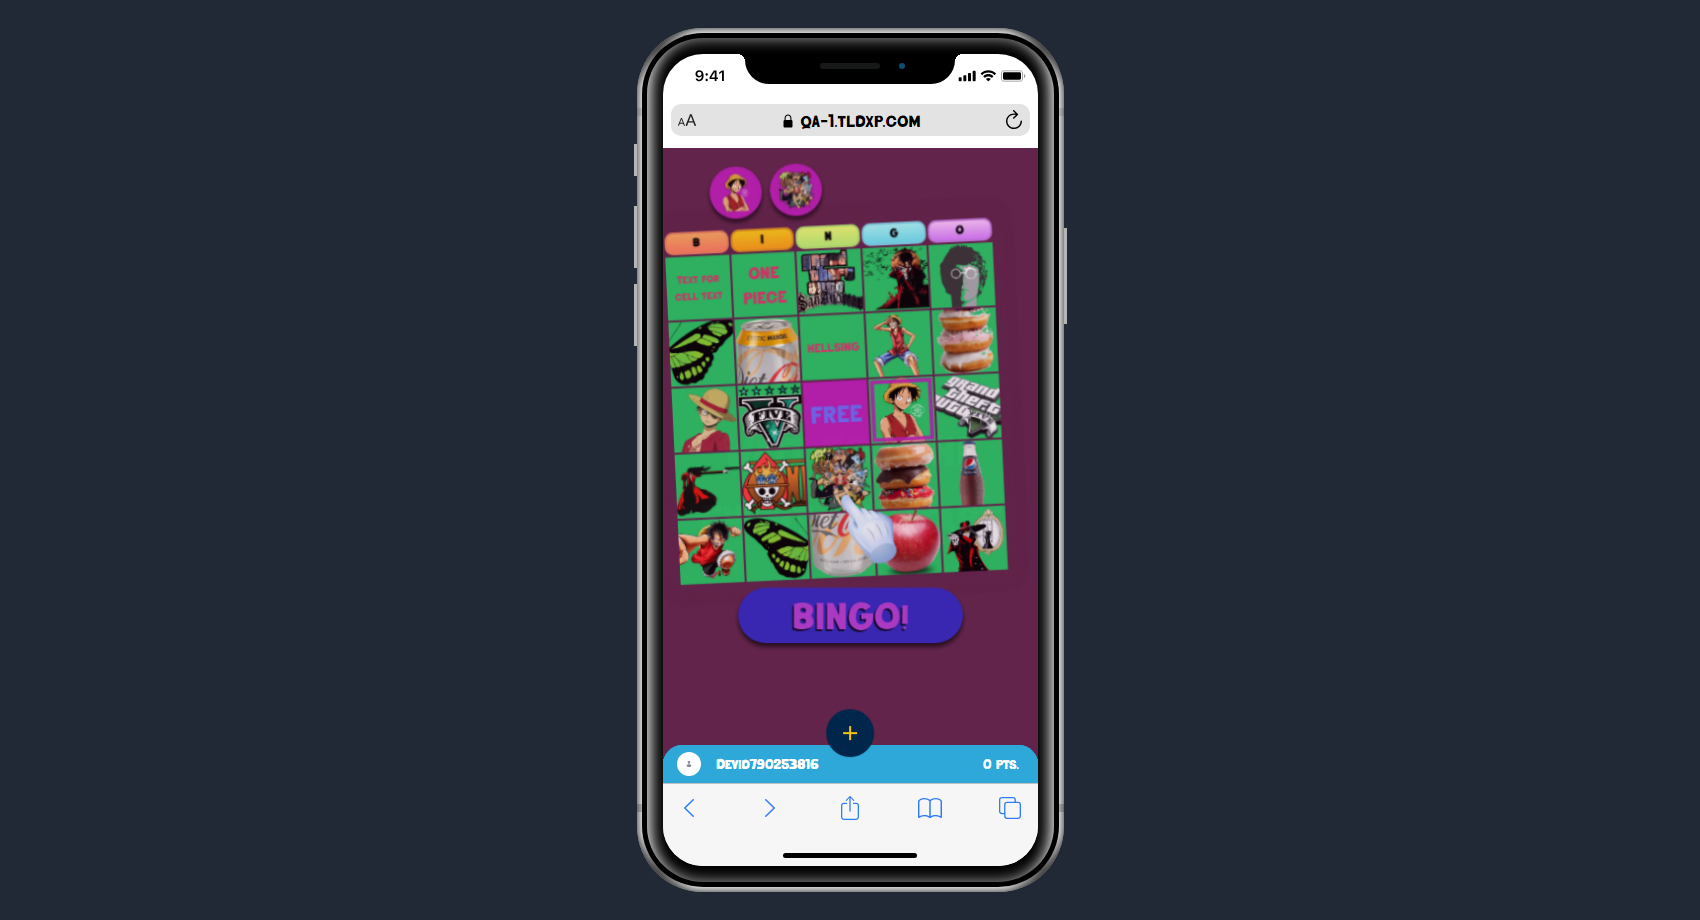 9:41
AA
QA-1.TLDXP.COM
B I N G O
TEXT FOR
CELL TEXT
ONE
PIECE
HELLSING
FIVE
FREE
grand
theft
auto
FIVE
BINGO!
+
DEVID790253816
0 PTS.